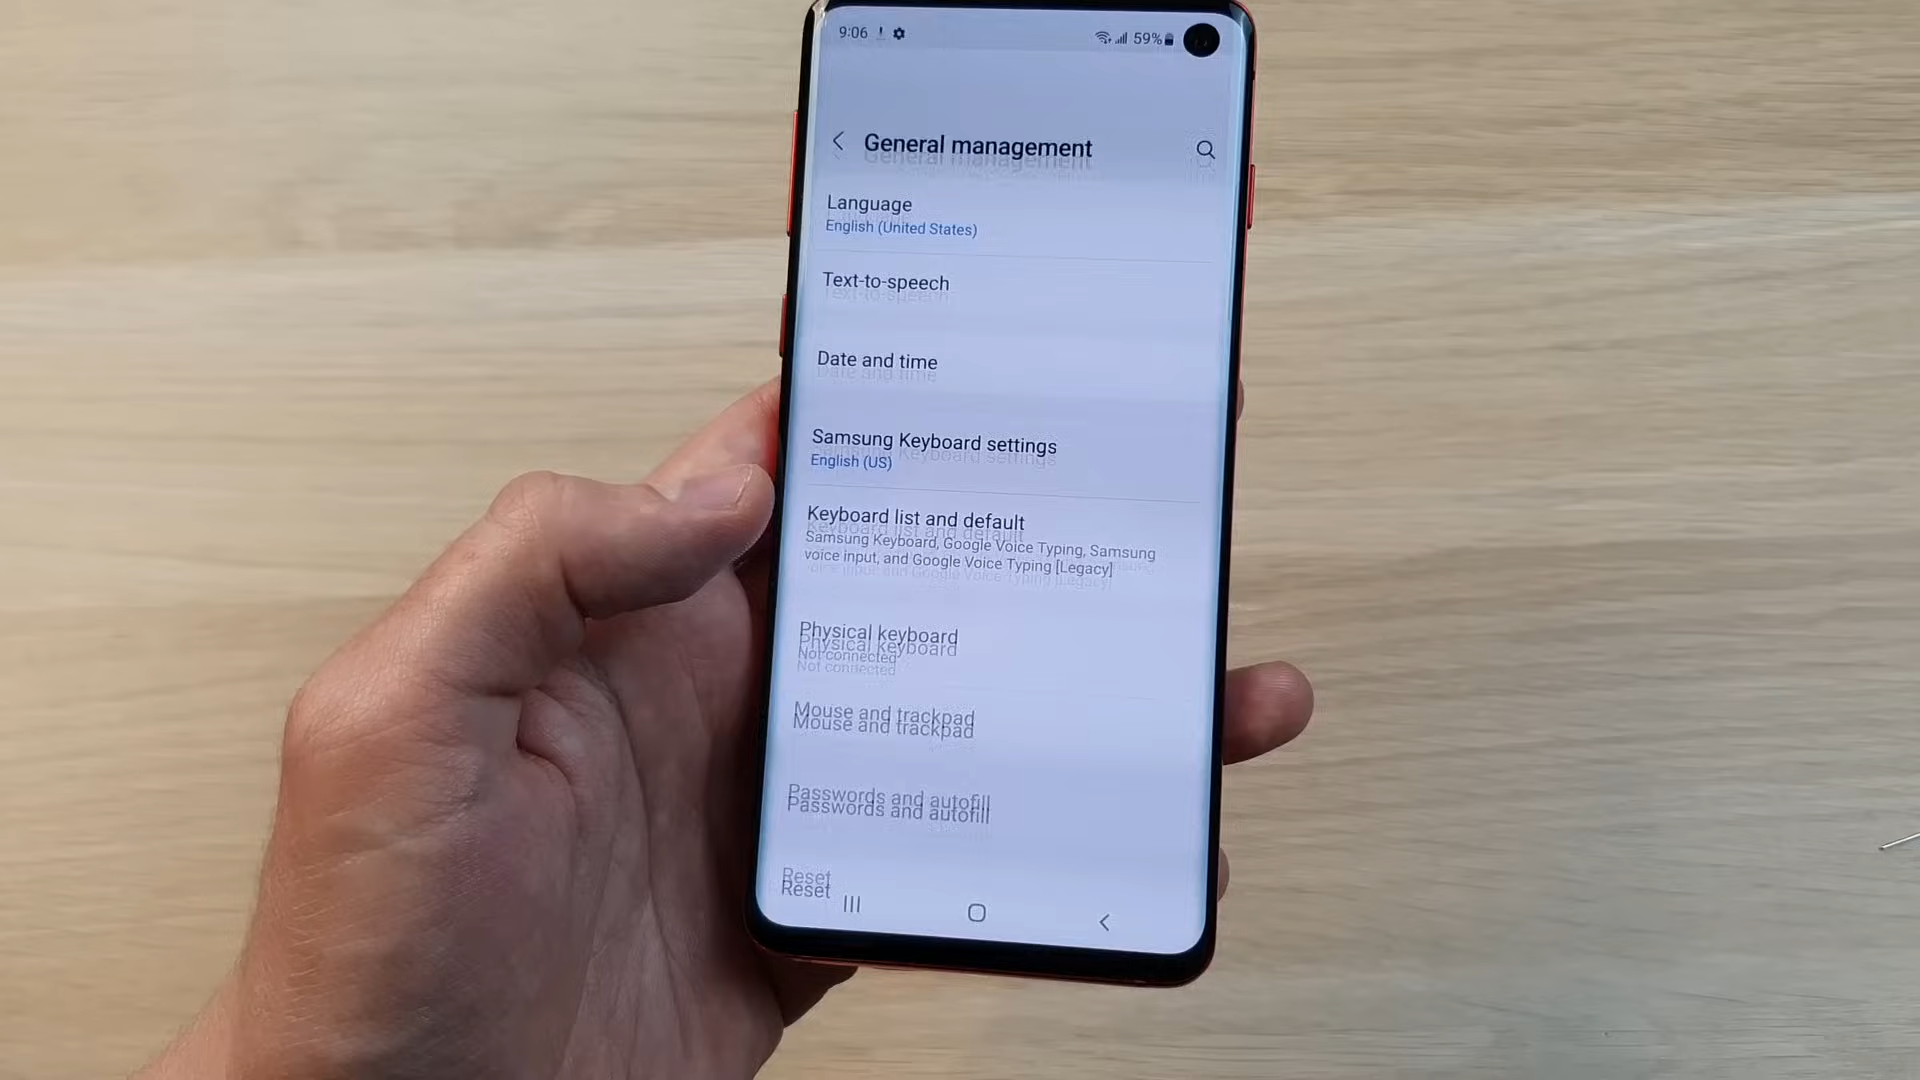 9:06
59%
General management
Language
English (United States)
Text-to-speech
Date and time
Samsung Keyboard settings
English (US)
Keyboard list and default
Samsung Keyboard, Google Voice Typing, Samsung
voice input, and Google Voice Typing [Legacy]
Physical keyboard
Not connected
Mouse and trackpad
Passwords and autofill
Reset